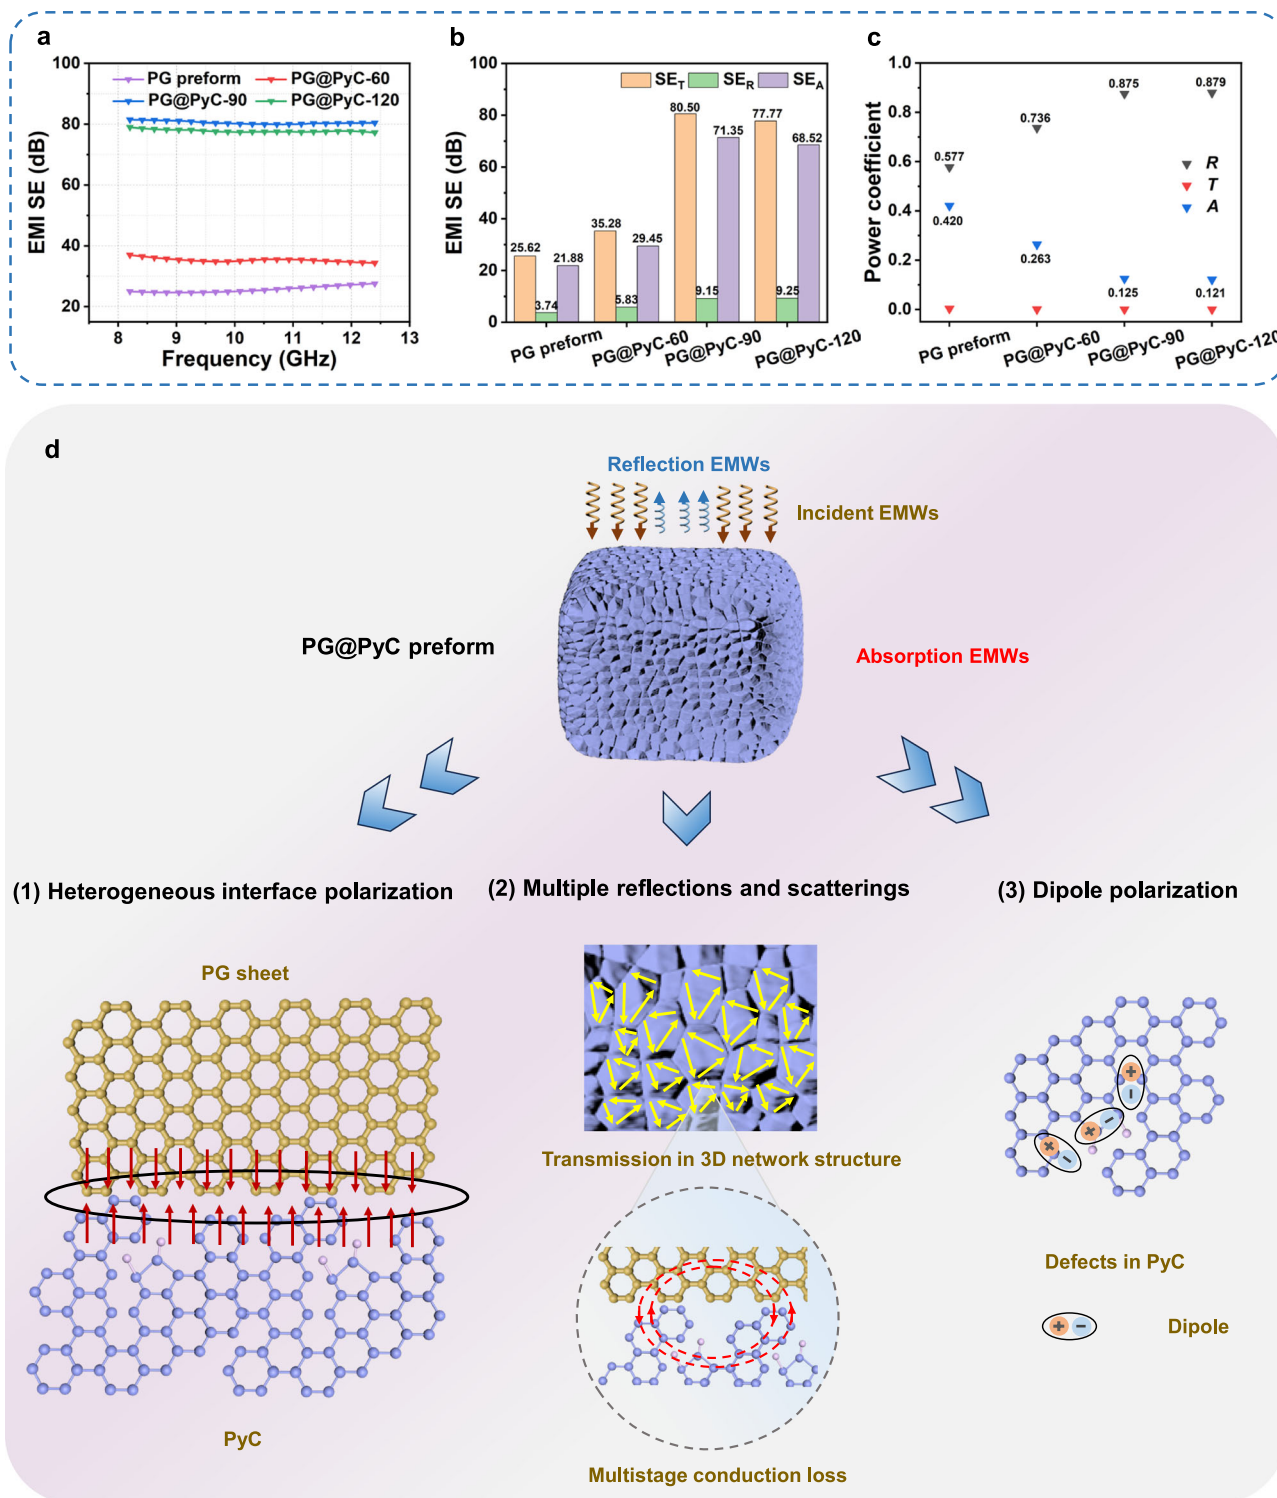 a
EMI SE (dB)
100
80
60
40
20
PG preform
PG@PyC-60
PG@PyC-90
PG@PyC-120
8
9
10
11
12
13
Frequency (GHz)
b
EMI SE (dB)
100
80
60
40
20
0
SE_T
SE_R
SE_A
25.62
3.74
21.88
35.28
5.83
29.45
80.50
9.15
71.35
77.77
9.25
68.52
PG preform
PG@PyC-60
PG@PyC-90
PG@PyC-120
c
Power coefficient
1.0
0.8
0.6
0.4
0.2
0.0
0.577
0.420
0.736
0.263
0.875
0.125
0.879
0.121
R
T
A
PG preform
PG@PyC-60
PG@PyC-90
PG@PyC-120
d
Reflection EMWs
Incident EMWs
PG@PyC preform
Absorption EMWs
(1) Heterogeneous interface polarization
(2) Multiple reflections and scatterings
(3) Dipole polarization
PG sheet
PyC
Transmission in 3D network structure
Multistage conduction loss
+
−
+
−
+
−
Defects in PyC
+
−
Dipole